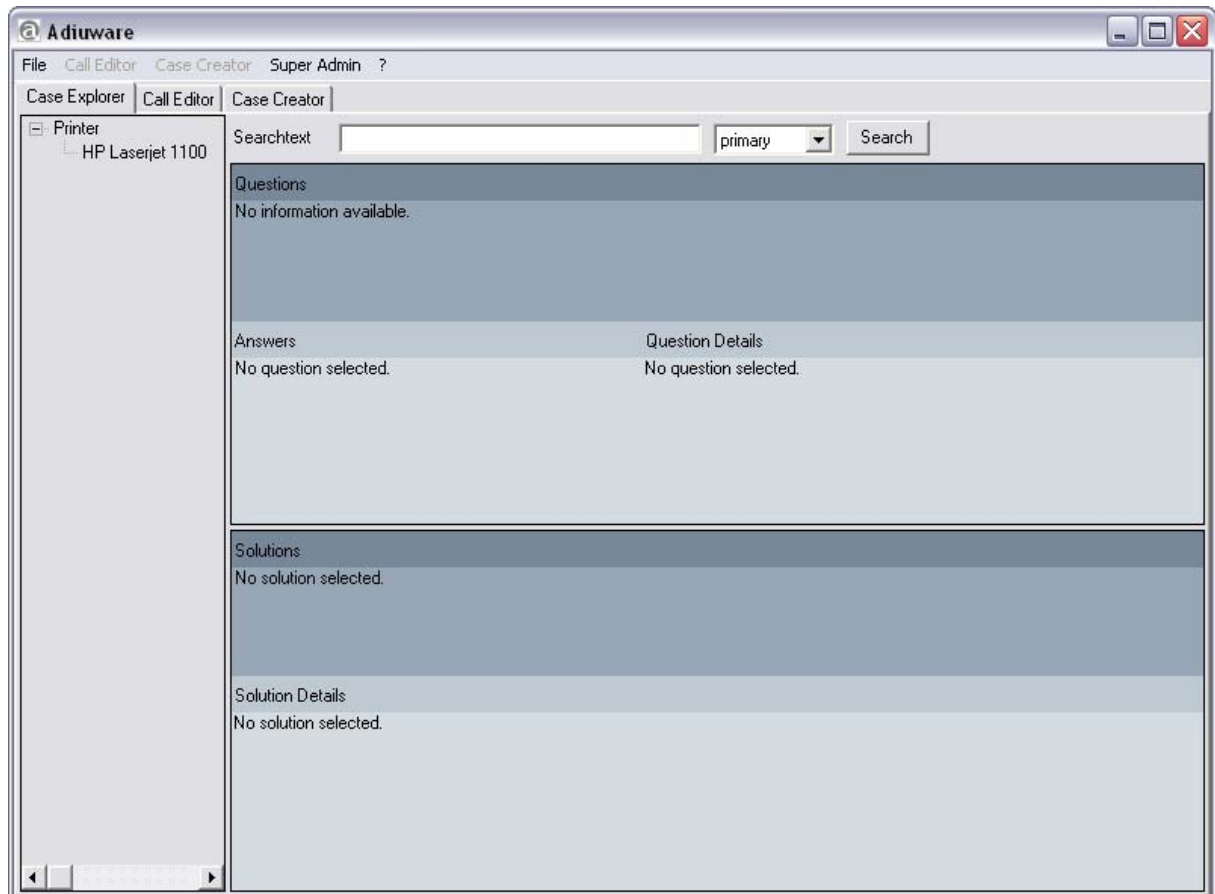 Adiuware
File Call Editor Case Creator Super Admin ?
Case Explorer Call Editor Case Creator
Printer
HP Laserjet 1100
Searchtext primary Search
Questions
No information available.
Answers Question Details
No question selected. No question selected.
Solutions
No solution selected.
Solution Details
No solution selected.